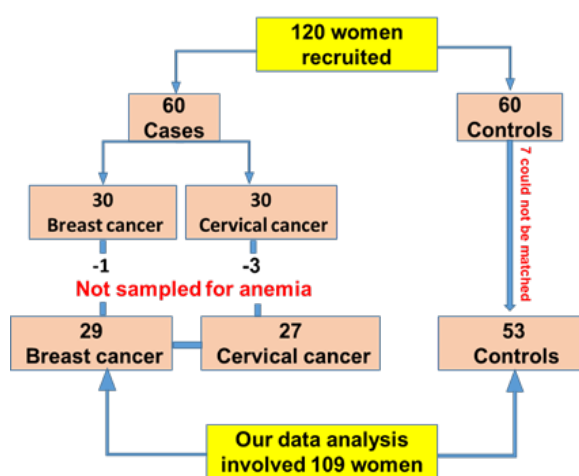 120 women
recruited
60
Cases
60
Controls
7 could not be matched
30
Breast cancer
30
Cervical cancer
-1
-3
Not sampled for anemia
29
Breast cancer
27
Cervical cancer
53
Controls
Our data analysis
involved 109 women